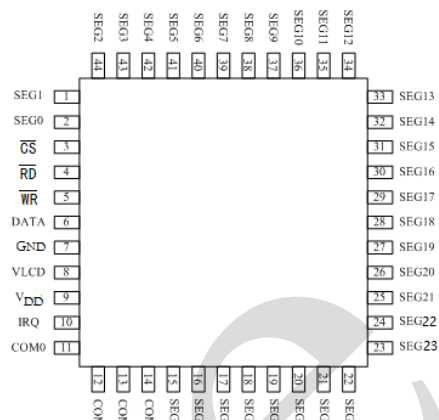 SEG2 SEG3 SEG4 SEG5 SEG6 SEG7 SEG8 SEG9 SEG10 SEG11 SEG12
44 43 42 41 40 39 38 37 36 35 34
SEG1 1 33 SEG13
SEG0 2 32 SEG14
CS 3 31 SEG15
RD 4 30 SEG16
WR 5 29 SEG17
DATA 6 28 SEG18
GND 7 27 SEG19
VLCD 8 26 SEG20
VDD 9 25 SEG21
IRQ 10 24 SEG22
COM0 11 23 SEG23
12 13 14 15 16 17 18 19 20 21 22